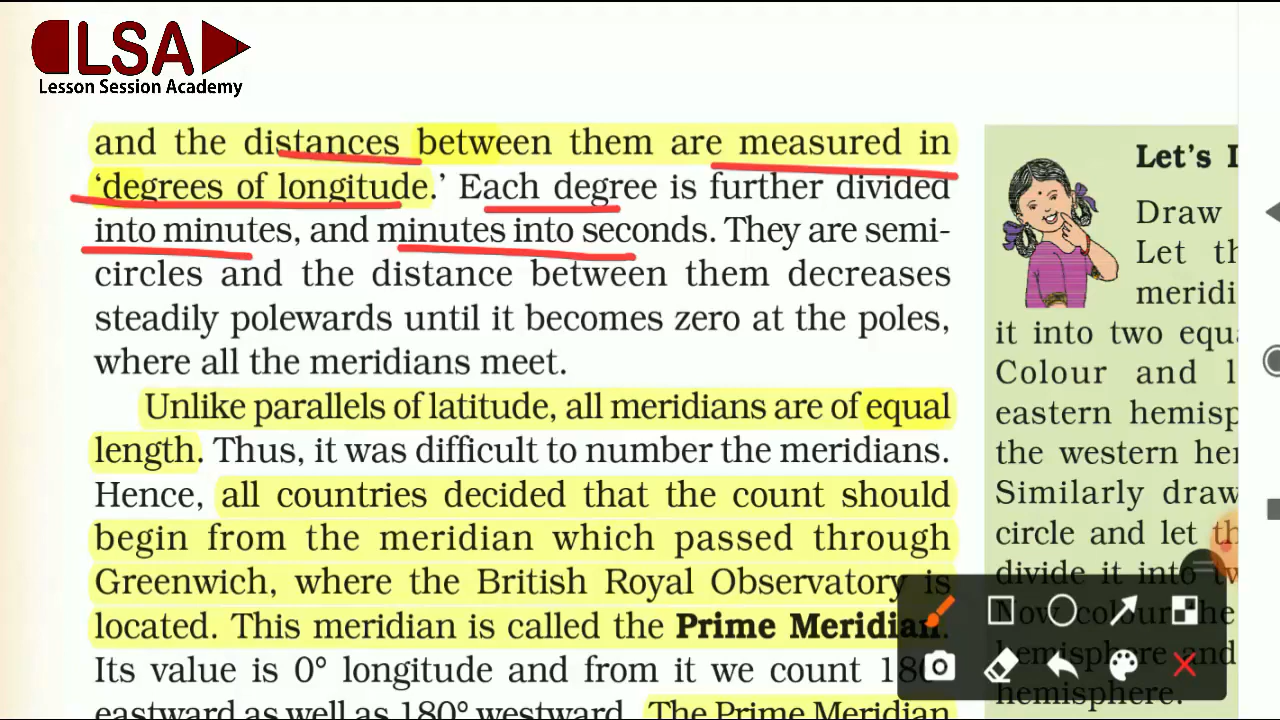 LSA
Lesson Session Academy
and the distances between them are measured in
‘degrees of longitude.’ Each degree is further divided
into minutes, and minutes into seconds. They are semi-
circles and the distance between them decreases
steadily polewards until it becomes zero at the poles,
where all the meridians meet.
Unlike parallels of latitude, all meridians are of equal
length. Thus, it was difficult to number the meridians.
Hence, all countries decided that the count should
begin from the meridian which passed through
Greenwich, where the British Royal Observatory is
located. This meridian is called the Prime Meridian.
Its value is 0° longitude and from it we count 180°
eastward as well as 180° westward. The Prime Meridian
Let's
Draw
Let
meridi
it into two equ
Colour and
eastern hemisp
the western
Similarly draw
circle and let
divide it into
Now colour
hemisphere and
hemisphere.